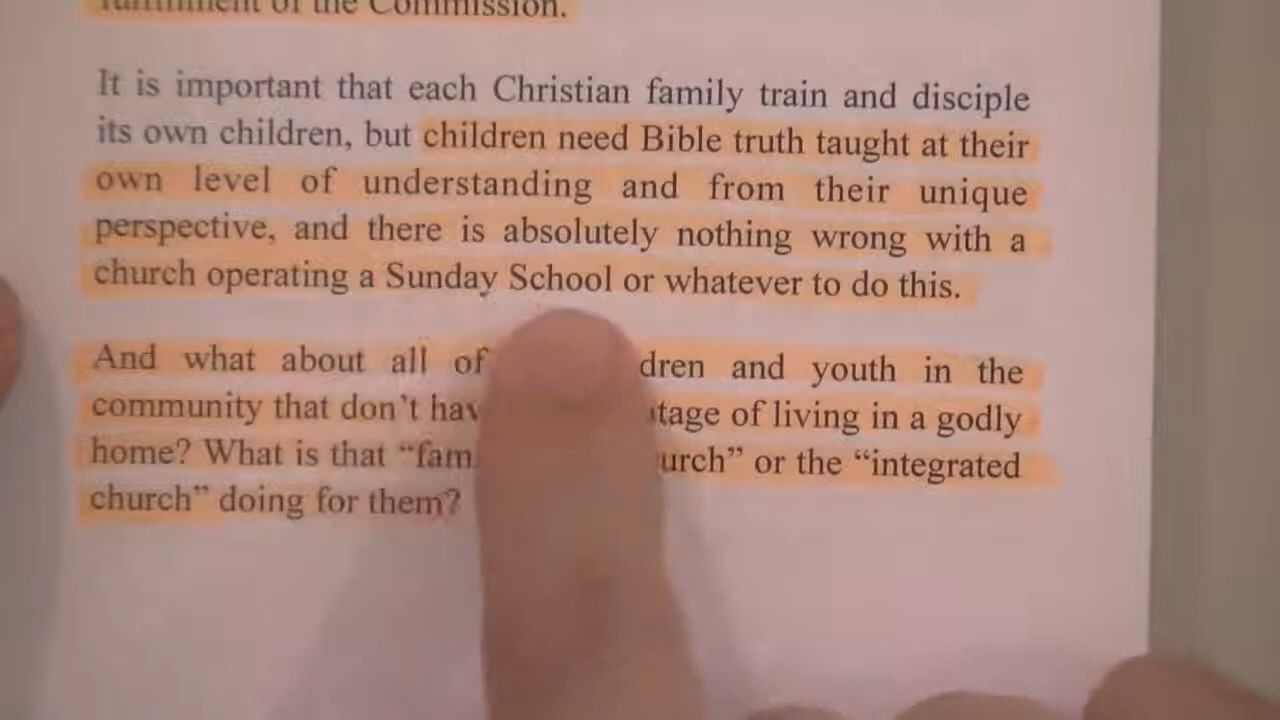 of the Commission.
It is important that each Christian family train and disciple
its own children, but children need Bible truth taught at their
own level of understanding and from their unique
perspective, and there is absolutely nothing wrong with a
church operating a Sunday School or whatever to do this.
And what about all of dren and youth in the
community that don't hav tage of living in a godly
home? What is that “fam urch” or the “integrated
church” doing for them?